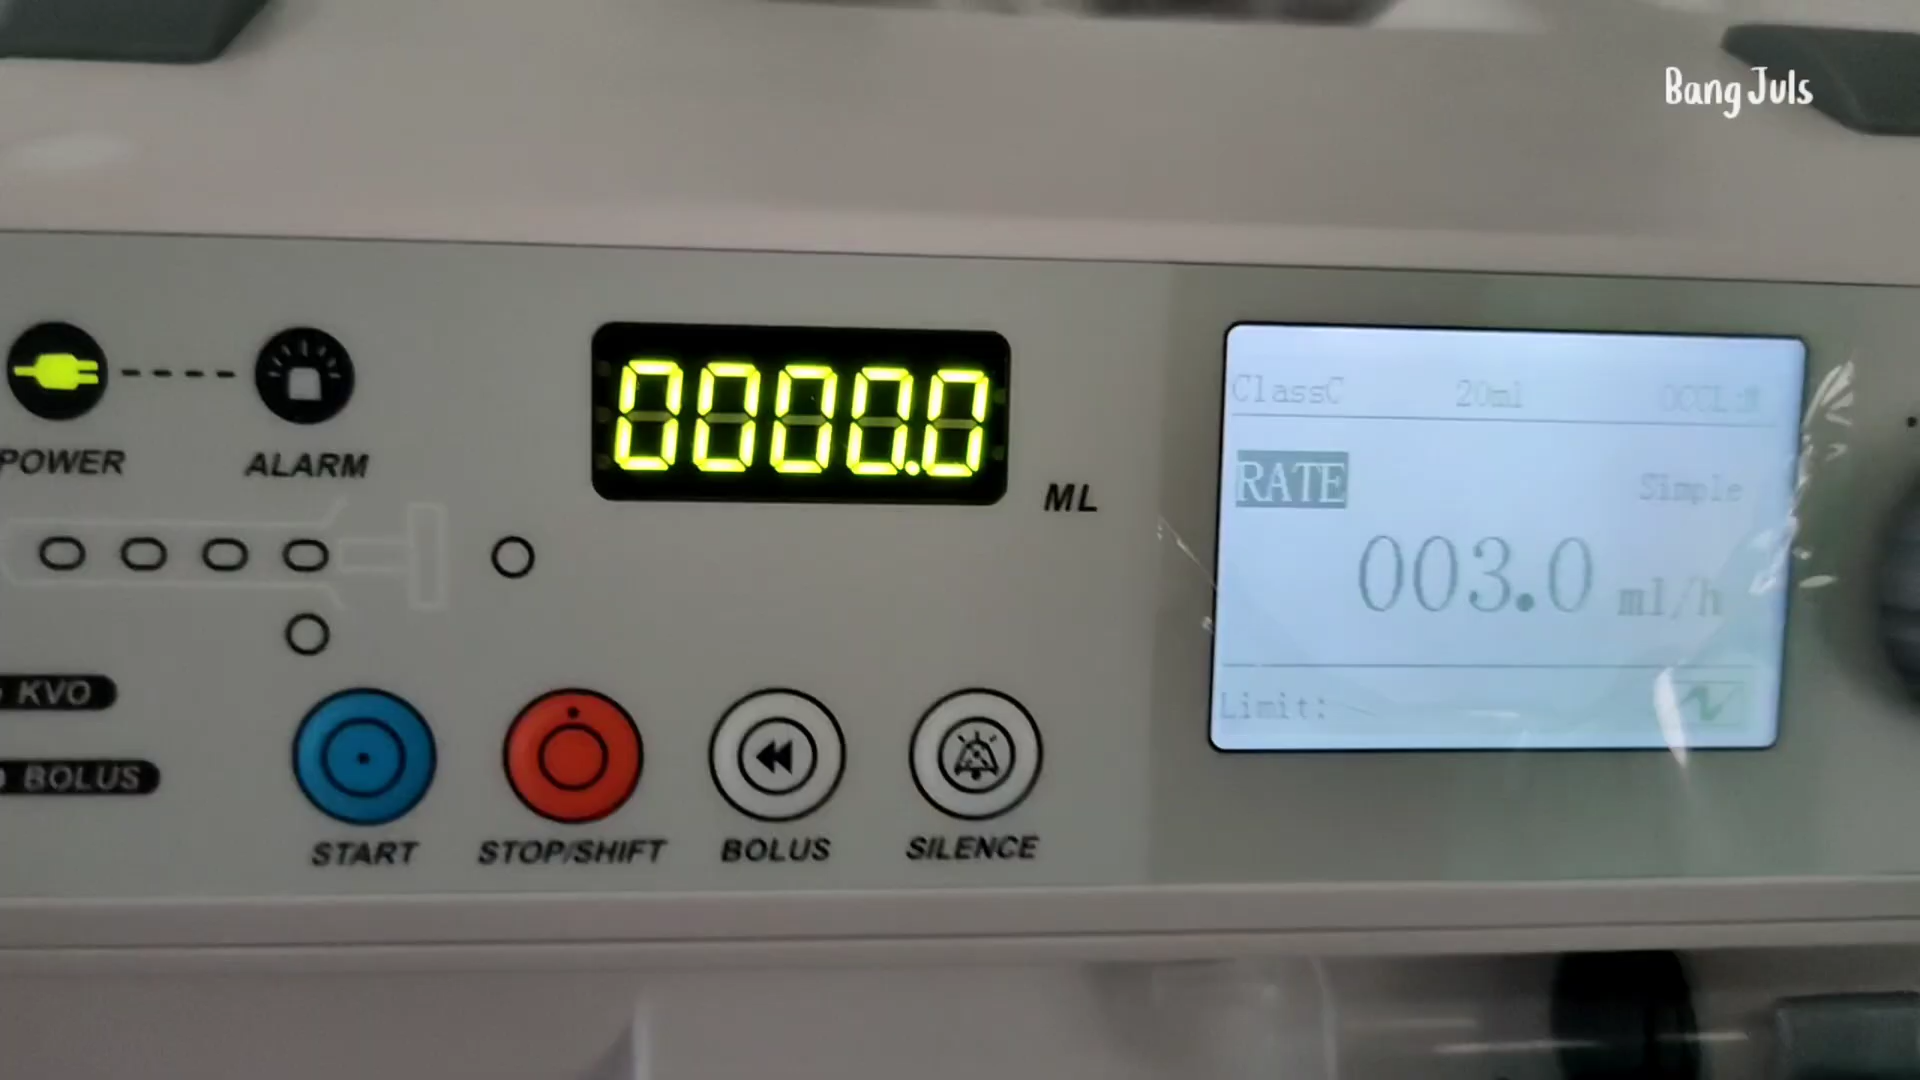 Bang Juls
0000.0
ML
POWER
ALARM
KVO
BOLUS
START
STOP/SHIFT
BOLUS
SILENCE
ClassC 20ml
RATE Simple
003.0 ml/h
Limit: